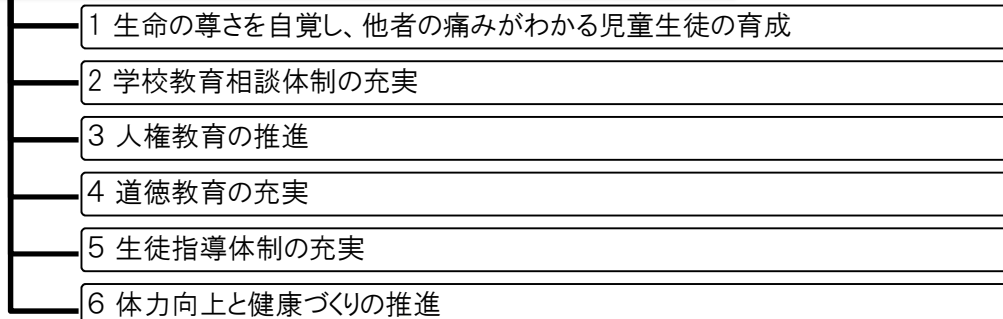 1 生命の尊さを自覚し、他者の痛みがわかる児童生徒の育成
2 学校教育相談体制の充実
3 人権教育の推進
4 道徳教育の充実
5 生徒指導体制の充実
6 体力向上と健康づくりの推進